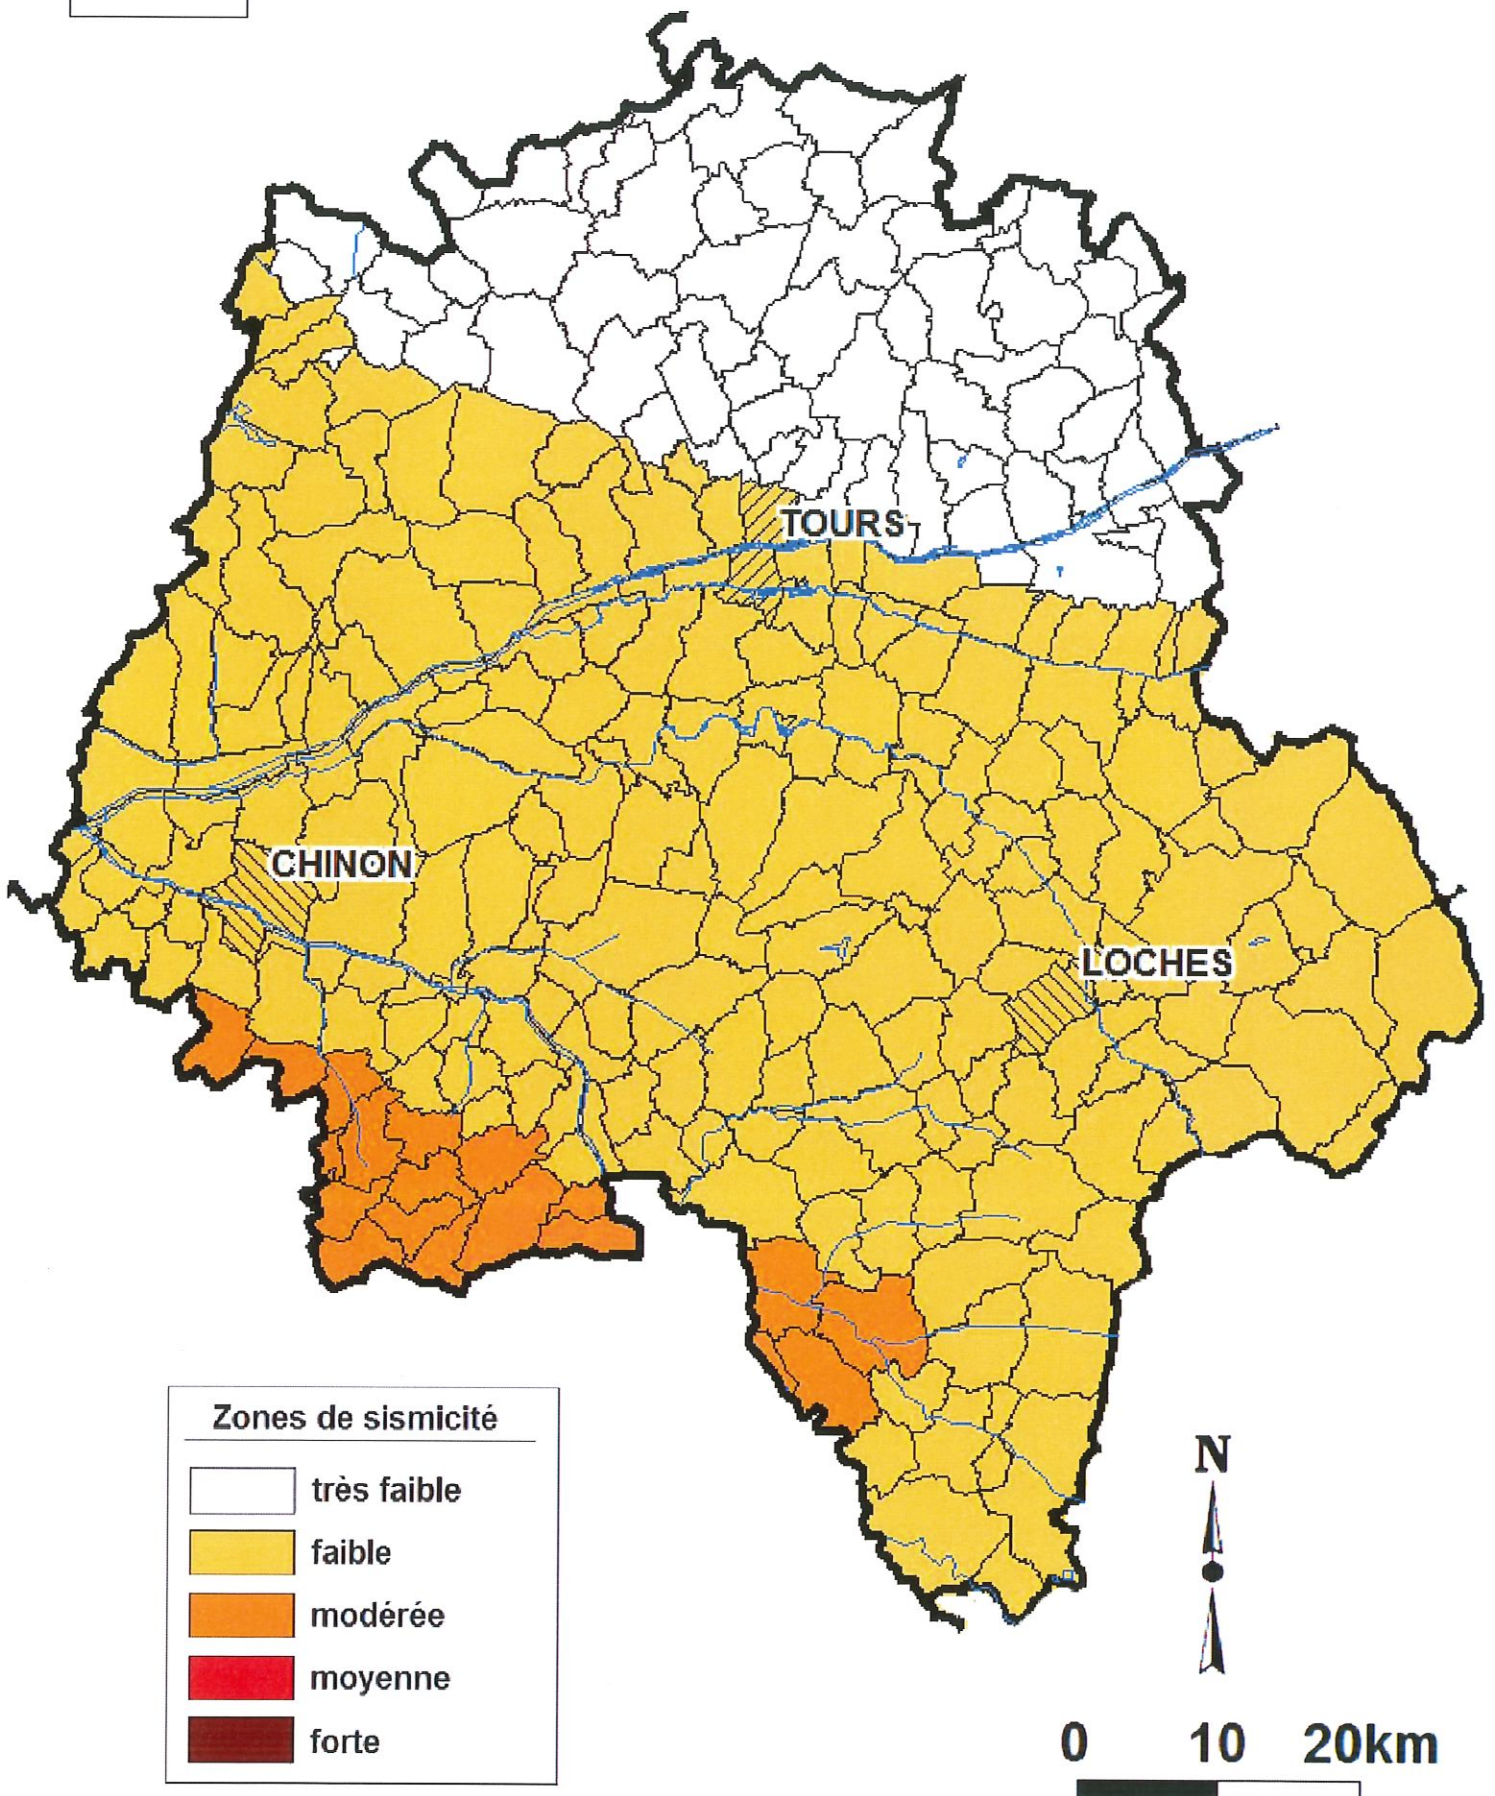 TOURS
CHINON
LOCHES
Zones de sismicité
très faible
faible
modérée
moyenne
forte
N
0 10 20km